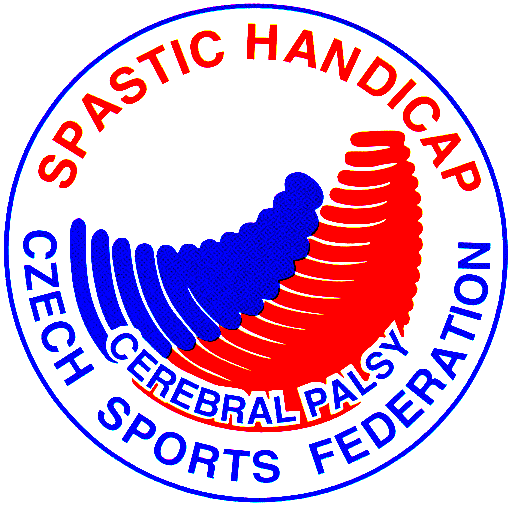 SPASTIC HANDICAP
CEREBRAL PALSY
CZECH SPORTS FEDERATION